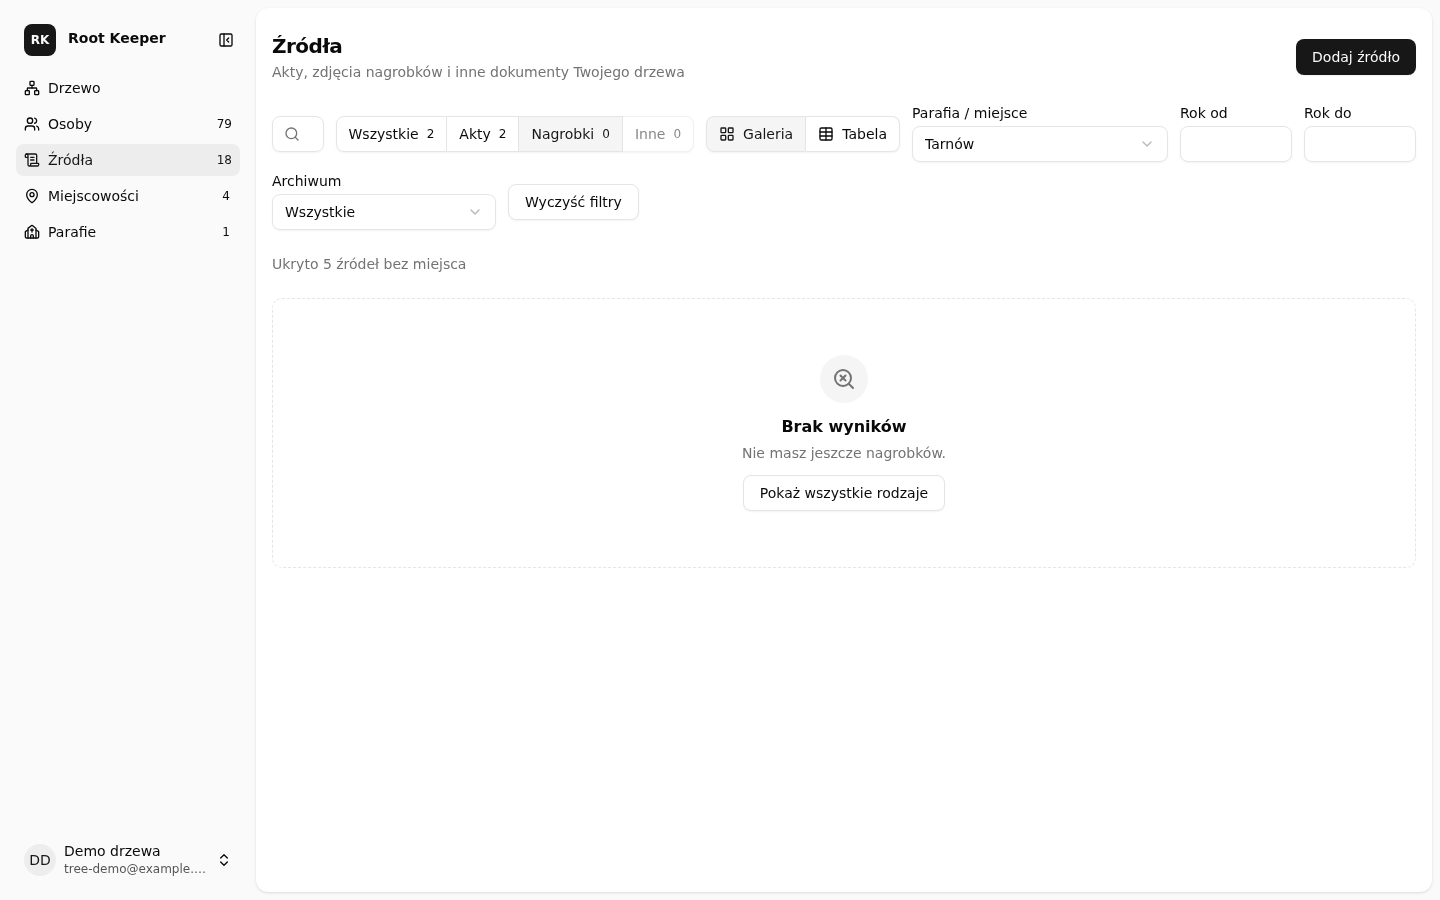 RK Root Keeper
Drzewo
Osoby 79
Źródła 18
Miejscowości 4
Parafie 1
DD
Demo drzewa
tree-demo@example....
Źródła
Akty, zdjęcia nagrobków i inne dokumenty Twojego drzewa
Dodaj źródło
Wszystkie 2 Akty 2 Nagrobki 0 Inne 0
Galeria Tabela
Parafia / miejsce
Tarnów
Rok od
Rok do
Archiwum
Wszystkie
Wyczyść filtry
Ukryto 5 źródeł bez miejsca
Brak wyników
Nie masz jeszcze nagrobków.
Pokaż wszystkie rodzaje